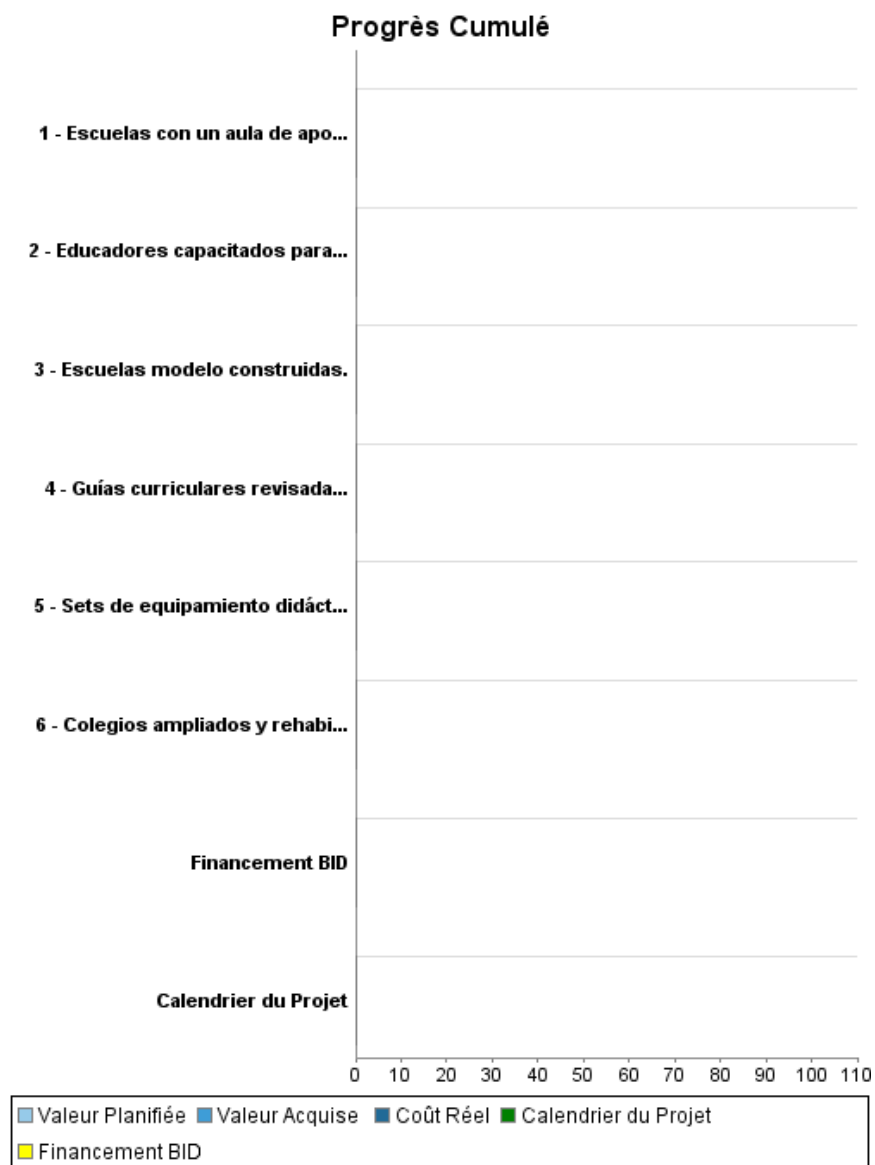 Progrès Cumulé
1 - Escuelas con un aula de apo...
2 - Educadores capacitados para...
3 - Escuelas modelo construidas.
4 - Guías curriculares revisada...
5 - Sets de equipamiento didáct...
6 - Colegios ampliados y rehabi...
Financement BID
Calendrier du Projet
0 10 20 30 40 50 60 70 80 90 100 110
Valeur Planifiée Valeur Acquise Coût Réel Calendrier du Projet
Financement BID